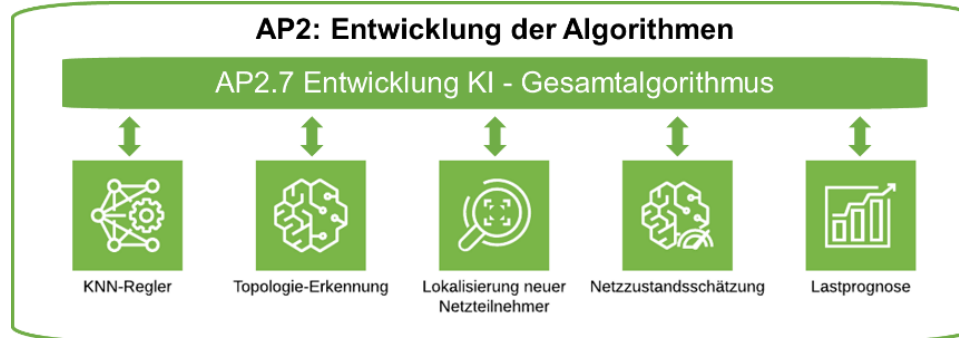 AP2: Entwicklung der Algorithmen
AP2.7 Entwicklung KI - Gesamtalgorithmus
KNN-Regler
Topologie-Erkennung
Lokalisierung neuer
Netzteilnehmer
Netzzustandsschätzung
Lastprognose